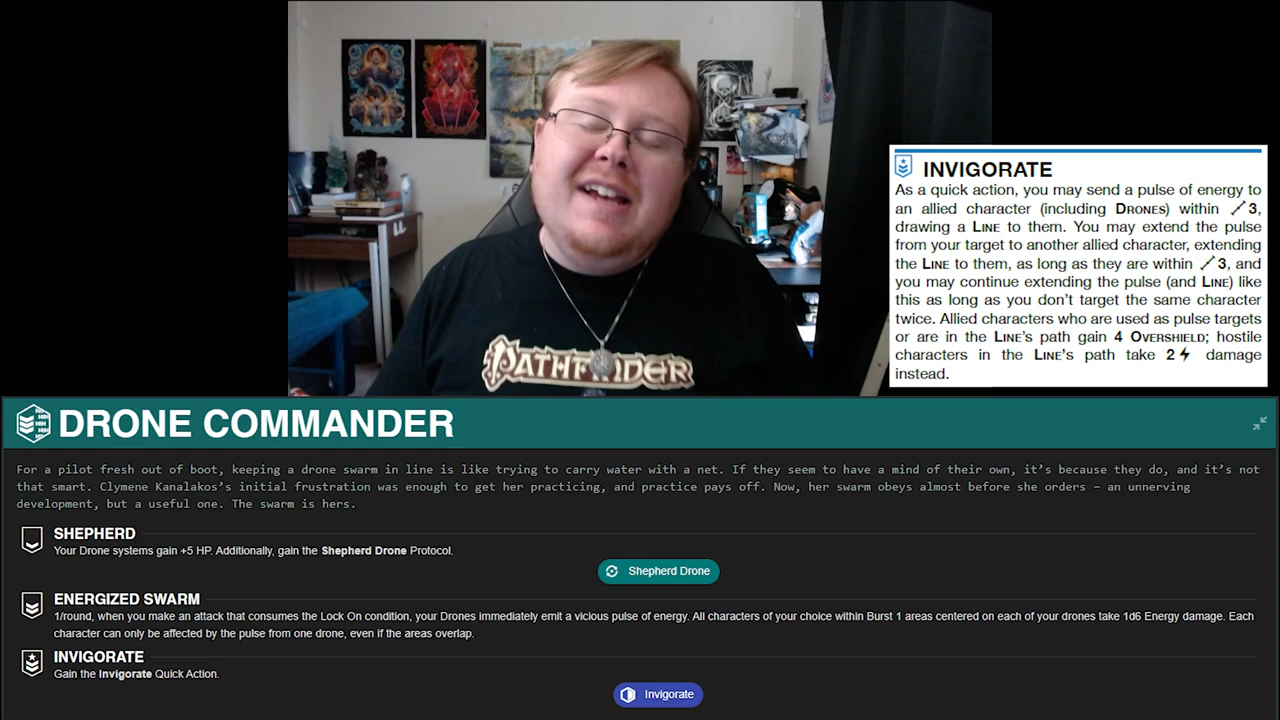 PATHFINDER
INVIGORATE
As a quick action, you may send a pulse of energy to
an allied character (including DRONES) within 3,
drawing a LINE to them. You may extend the pulse
from your target to another allied character, extending
the LINE to them, as long as they are within 3, and
you may continue extending the pulse (and LINE) like
this as long as you don't target the same character
twice. Allied characters who are used as pulse targets
or are in the LINE's path gain 4 OVERSHIELD; hostile
characters in the LINE's path take 2 damage
instead.
DRONE COMMANDER
For a pilot fresh out of boot, keeping a drone swarm in line is like trying to carry water with a net. If they seem to have a mind of their own, it's because they do, and it's not
that smart. Clymene Kanalakos's initial frustration was enough to get her practicing, and practice pays off. Now, her swarm obeys almost before she orders – an unnerving
development, but a useful one. The swarm is hers.
SHEPHERD
Your Drone systems gain +5 HP. Additionally, gain the Shepherd Drone Protocol.
Shepherd Drone
ENERGIZED SWARM
1/round, when you make an attack that consumes the Lock On condition, your Drones immediately emit a vicious pulse of energy. All characters of your choice within Burst 1 areas centered on each of your drones take 1d6 Energy damage. Each
character can only be affected by the pulse from one drone, even if the areas overlap.
INVIGORATE
Gain the Invigorate Quick Action.
Invigorate